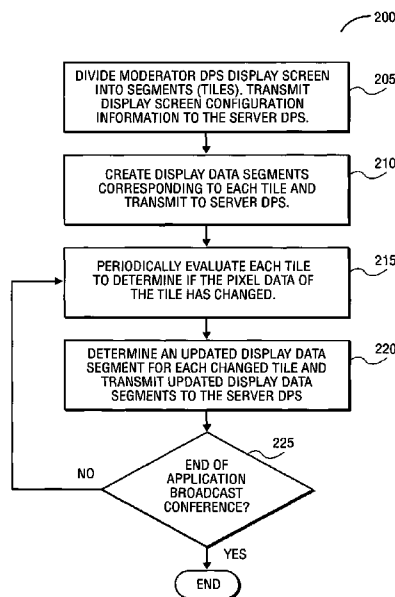 200
DIVIDE MODERATOR DPS DISPLAY SCREEN
INTO SEGMENTS (TILES). TRANSMIT
DISPLAY SCREEN CONFIGURATION
INFORMATION TO THE SERVER DPS.
205
CREATE DISPLAY DATA SEGMENTS
CORRESPONDING TO EACH TILE AND
TRANSMIT TO SERVER DPS.
210
PERIODICALLY EVALUATE EACH TILE
TO DETERMINE IF THE PIXEL DATA OF
THE TILE HAS CHANGED.
215
DETERMINE AN UPDATED DISPLAY DATA
SEGMENT FOR EACH CHANGED TILE AND
TRANSMIT UPDATED DISPLAY DATA
SEGMENTS TO THE SERVER DPS
220
225
END OF
APPLICATION
BROADCAST
CONFERENCE?
NO
YES
END